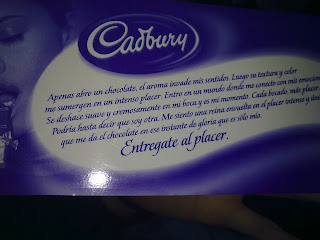 Cadbury
Apenas abro un chocolate, el aroma invade mis sentidos. Luego su textura y color
me sumergen en un intenso placer. Entro en un mundo donde me conecto con mis emociones
Se deshace suave y cremosamente en mi boca y es mi momento. Cada bocado, más placer.
Podría hasta decir que soy otra. Me siento una reina envuelta en el placer intenso y
que me da el chocolate en ese instante de gloria que es sólo mío.
Entregate al placer.